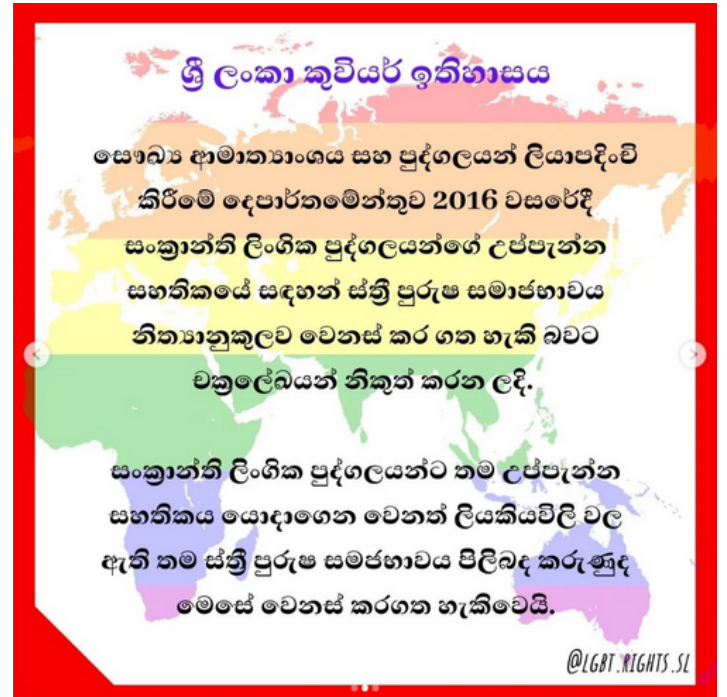 ශ්‍රී ලංකා කුවියර් ඉතිහාසය
සෞඛ්‍ය ආමාත්‍යාංශය සහ පුද්ගලයන් ලියාපදිංචි
කිරීමේ දෙපාර්තමේන්තුව 2016 වසරේදී
සංක්‍රාන්ති ලිංගික පුද්ගලයන්ගේ උප්පැන්න
සහතිකයේ සඳහන් ස්ත්‍රී පුරුෂ සමාජභාවය
නිත්‍යානුකුලව වෙනස් කර ගත හැකි බවට
චක්‍රලේඛයන් නිකුත් කරන ලදි.
සංක්‍රාන්ති ලිංගික පුද්ගලයන්ට තම උප්පැන්න
සහතිකය යොදාගෙන වෙනත් ලියකියවිලි වල
ඇති තම ස්ත්‍රී පුරුෂ සමජභාවය පිලිබද කරුණුද
මෙසේ වෙනස් කරගත හැකිවෙයි.
@LGBT.RIGHTS.SL